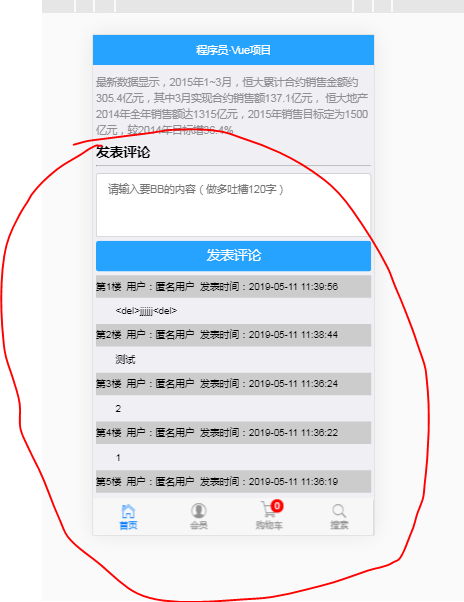 程序员·Vue项目
最新数据显示，2015年1~3月，恒大累计合约销售金额约
305.4亿元，其中3月实现合约销售额137.1亿元， 恒大地产
2014年全年销售额达1315亿元，2015年销售目标定为1500
亿元，较2014年目标增36.4%
发表评论
请输入要BB的内容（做多吐槽120字）
发表评论
第1楼 用户：匿名用户 发表时间：2019-05-11 11:39:56
<del>jjjjjj<del>
第2楼 用户：匿名用户 发表时间：2019-05-11 11:38:44
测试
第3楼 用户：匿名用户 发表时间：2019-05-11 11:36:24
2
第4楼 用户：匿名用户 发表时间：2019-05-11 11:36:22
1
第5楼 用户：匿名用户 发表时间：2019-05-11 11:36:19
0
首页 会员 购物车 搜索